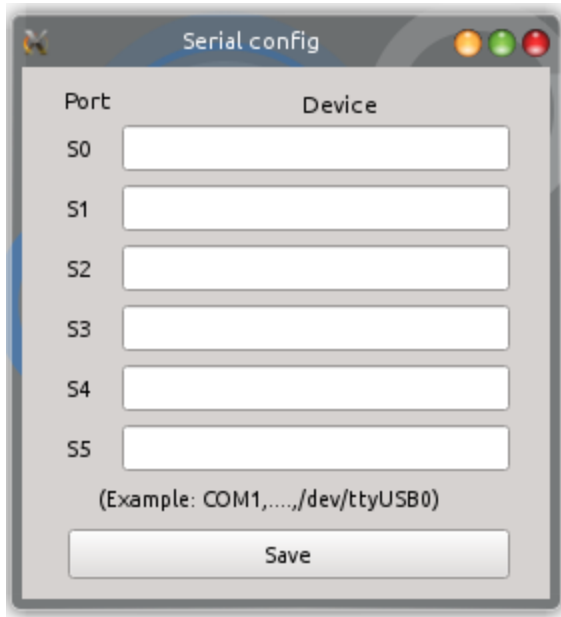 Serial config
Port Device
S0
S1
S2
S3
S4
S5
(Example: COM1,....,/dev/ttyUSB0)
Save